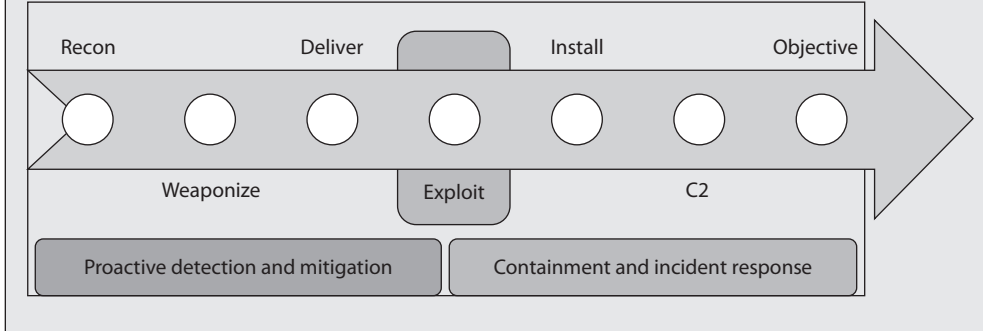 Recon
Deliver
Install
Objective
Weaponize
Exploit
C2
Proactive detection and mitigation
Containment and incident response